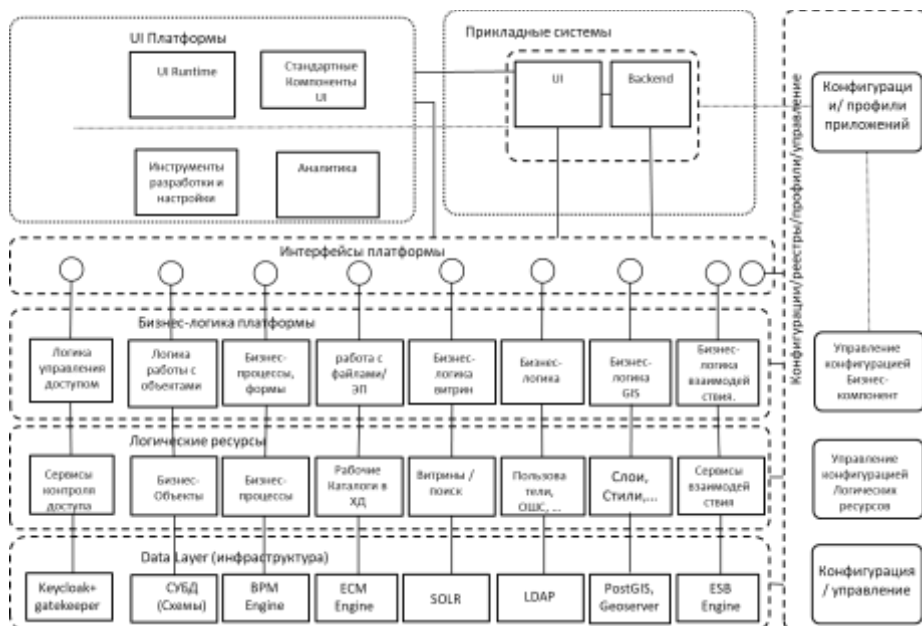 UI Платформы
UI Runtime
Стандартные
Компоненты
UI
Инструменты
разработки и
настройки
Аналитика
Прикладные системы
UI
Backend
Конфигурации/реестры/профили/управление
Конфигураци
и/ профили
приложений
Интерфейсы платформы
Бизнес-логика платформы
Логика
управления
доступом
Логика
работы с
объектами
Бизнес-
процессы,
формы
работа с
файлами/
ЭП
Бизнес-
логика
витрин
Бизнес-
логика
Бизнес-
логика
GIS
Бизнес-
логика
взаимодей
ствия.
Управление
конфигурацией
Бизнес-
компонент
Логические ресурсы
Сервисы
контроля
доступа
Бизнес-
Объекты
Бизнес-
процессы
Рабочие
Каталоги в
ХД
Витрины /
поиск
Пользова
тели,
ОШС, ...
Слои,
Стили,...
Сервисы
взаимодей
ствия
Управление
конфигурацией
Логических
ресурсов
Data Layer (инфраструктура)
Keycloak+
gatekeeper
СУБД
(Схемы)
BPM
Engine
ECM
Engine
SOLR
LDAP
PostGIS,
Geoserver
ESB
Engine
Конфигурация
/ управление